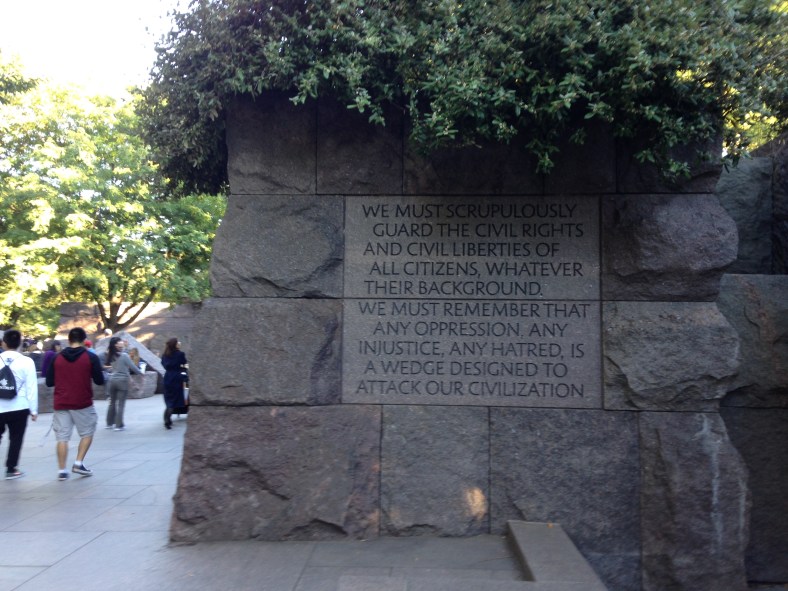 WE MUST SCRUPULOUSLY
GUARD THE CIVIL RIGHTS
AND CIVIL LIBERTIES OF
ALL CITIZENS, WHATEVER
THEIR BACKGROUND.
WE MUST REMEMBER THAT
ANY OPPRESSION, ANY
INJUSTICE, ANY HATRED, IS
A WEDGE DESIGNED TO
ATTACK OUR CIVILIZATION